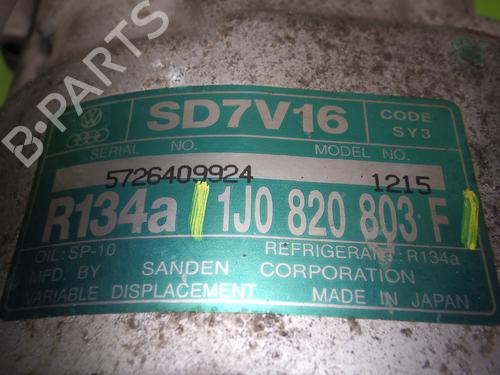 B-PARTS
SD7V16
CODE
SY3
SERIAL NO.
MODEL NO.
5726409924
1215
R134a
1J0 820 803 F
OIL: SP-10
REFRIGERANT: R134a
MFD. BY SANDEN CORPORATION
VARIABLE DISPLACEMENT
MADE IN JAPAN